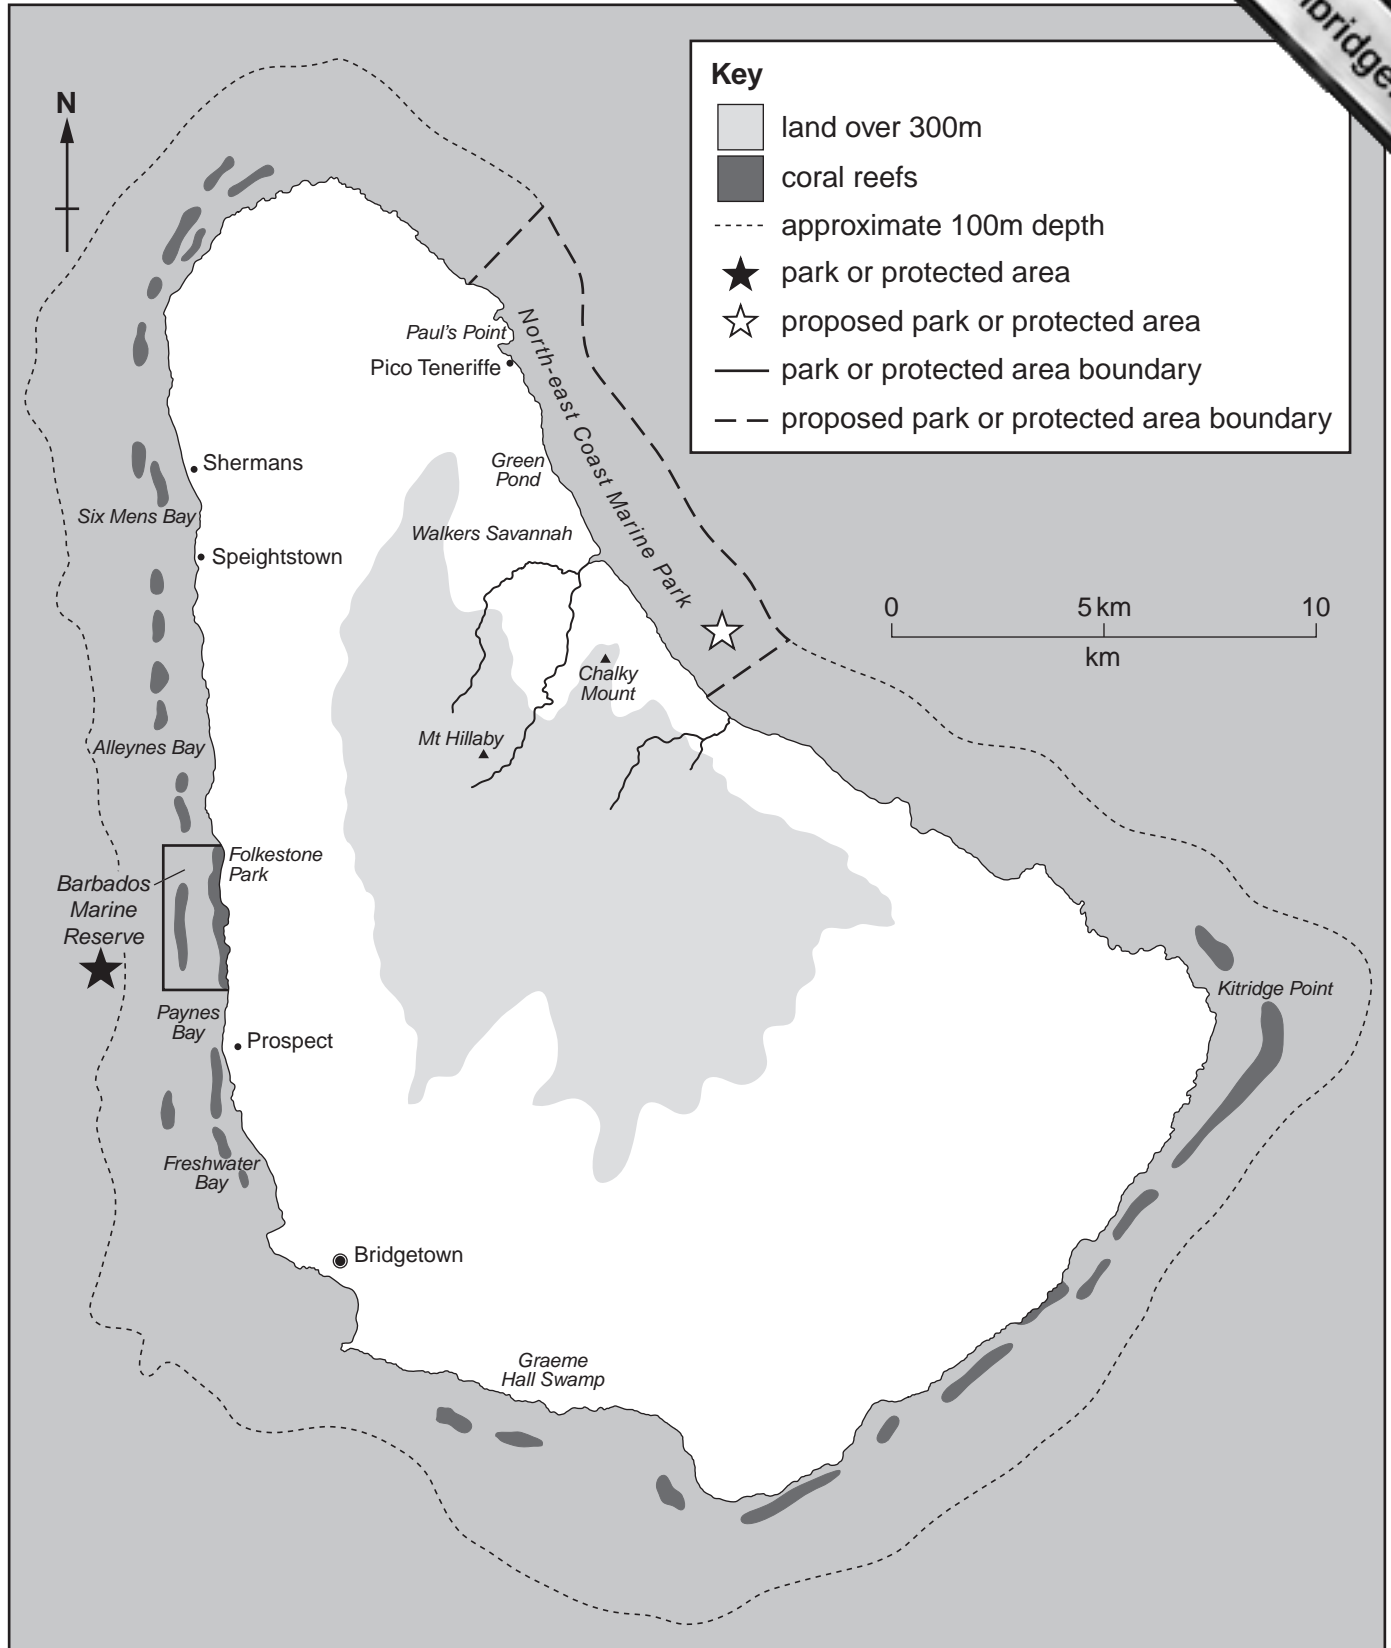 N
Key
land over 300m
coral reefs
approximate 100m depth
park or protected area
proposed park or protected area
park or protected area boundary
proposed park or protected area boundary
Paul's Point
Pico Teneriffe
North-east Coast Marine Park
Shermans
Green
Pond
Six Mens Bay
Walkers Savannah
Speightstown
0 5 km 10
km
Chalky
Mount
Mt Hillaby
Alleynes Bay
Folkestone
Park
Barbados
Marine
Reserve
Kitridge Point
Paynes
Bay
Prospect
Freshwater
Bay
Bridgetown
Graeme
Hall Swamp